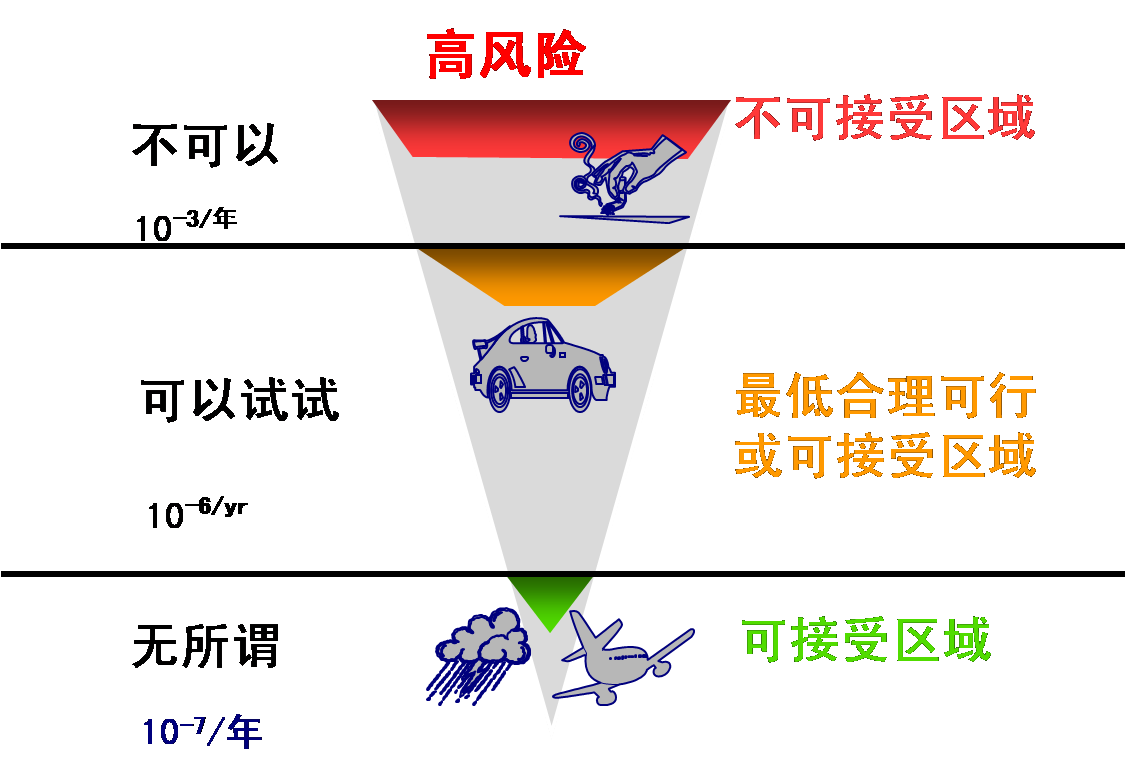 高风险
不可以
不可接受区域
10⁻³/年
可以试试
最低合理可行
或可接受区域
10⁻⁶/yr
无所谓
可接受区域
10⁻⁷/年